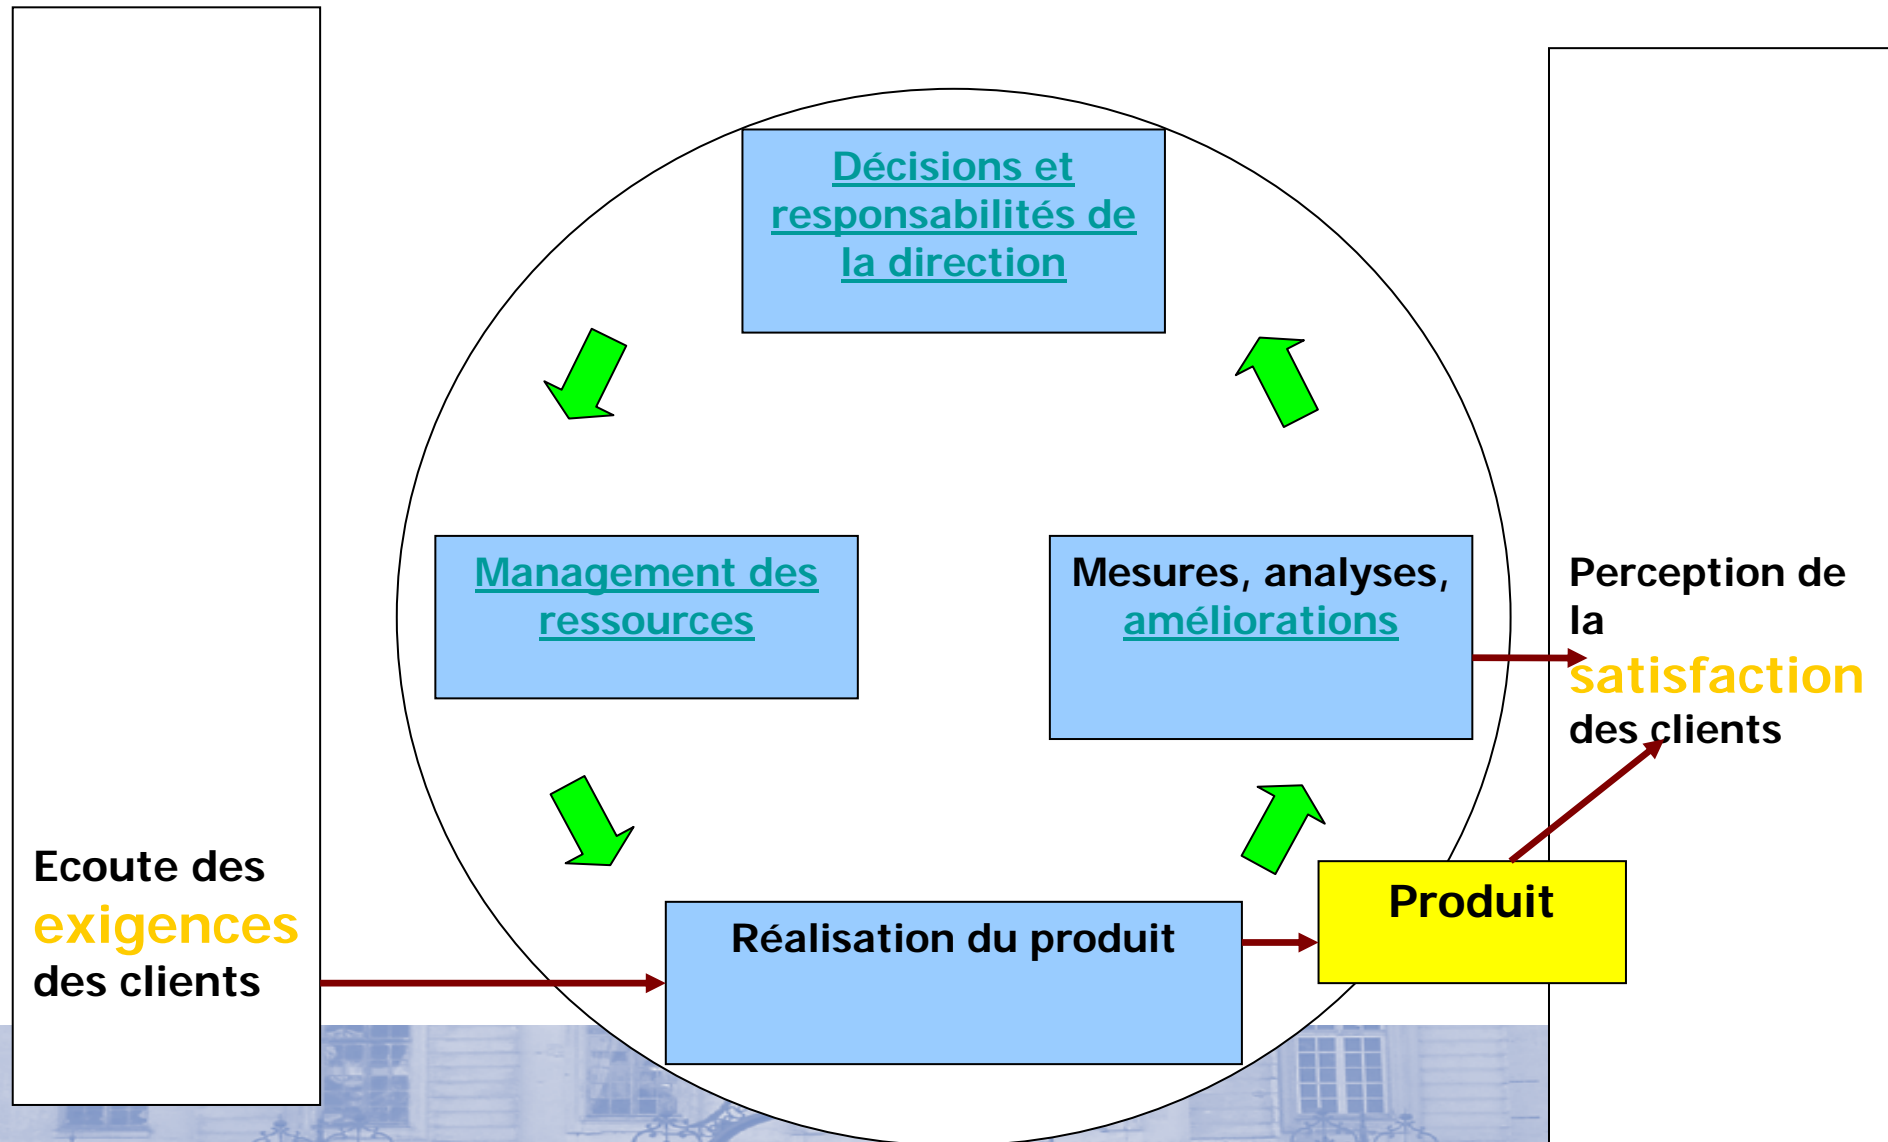 Décisions et
responsabilités de
la direction
Management des
ressources
Mesures, analyses,
améliorations
Perception de
la
satisfaction
des clients
Ecoute des
exigences
des clients
Réalisation du produit
Produit